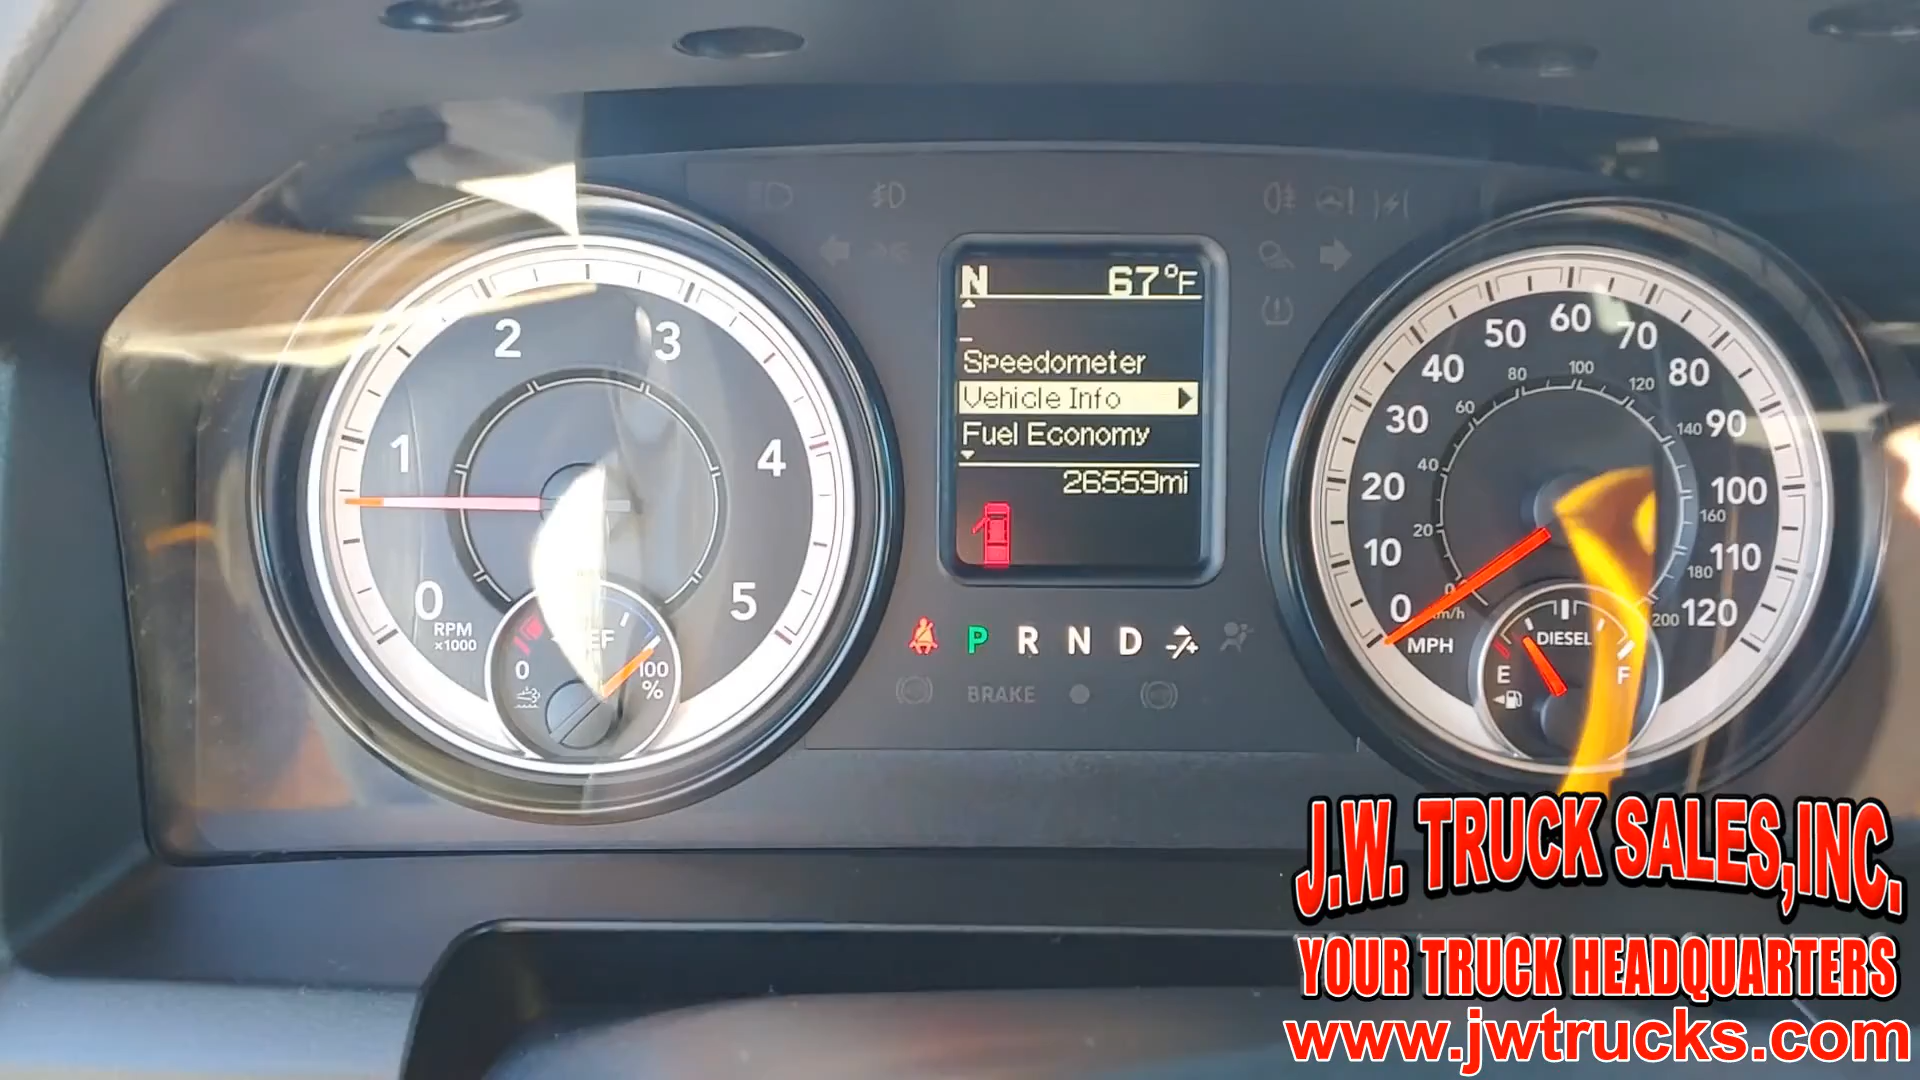 N 67°F
Speedometer
Vehicle Info
Fuel Economy
26559mi
0 1 2 3 4 5
RPM
×1000
0 100
%
P R N D
BRAKE
0 10 20 30 40 50 60 70 80 90 100 110 120
MPH
0 20 40 60 80 100 120 140 160 180 200
km/h
DIESEL
E F
J.W. TRUCK SALES,INC.
YOUR TRUCK HEADQUARTERS
www.jwtrucks.com